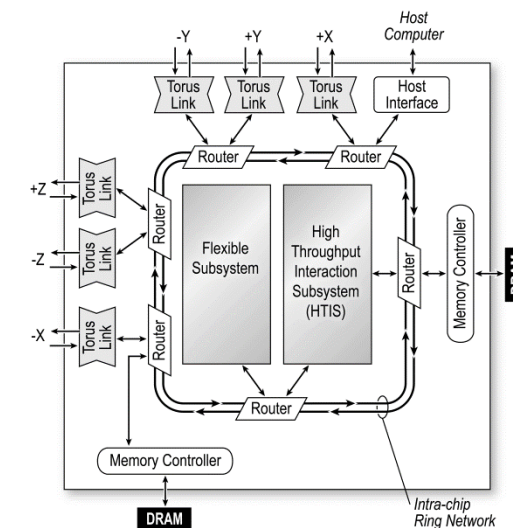 -Y
+Y
+X
Host
Computer
Torus
Link
Torus
Link
Torus
Link
Host
Interface
Router
Router
+Z
Torus
Link
Router
-Z
Torus
Link
Flexible
Subsystem
High
Throughput
Interaction
Subsystem
(HTIS)
Router
Memory Controller
DRAM
-X
Torus
Link
Router
Router
Memory Controller
DRAM
Intra-chip
Ring Network